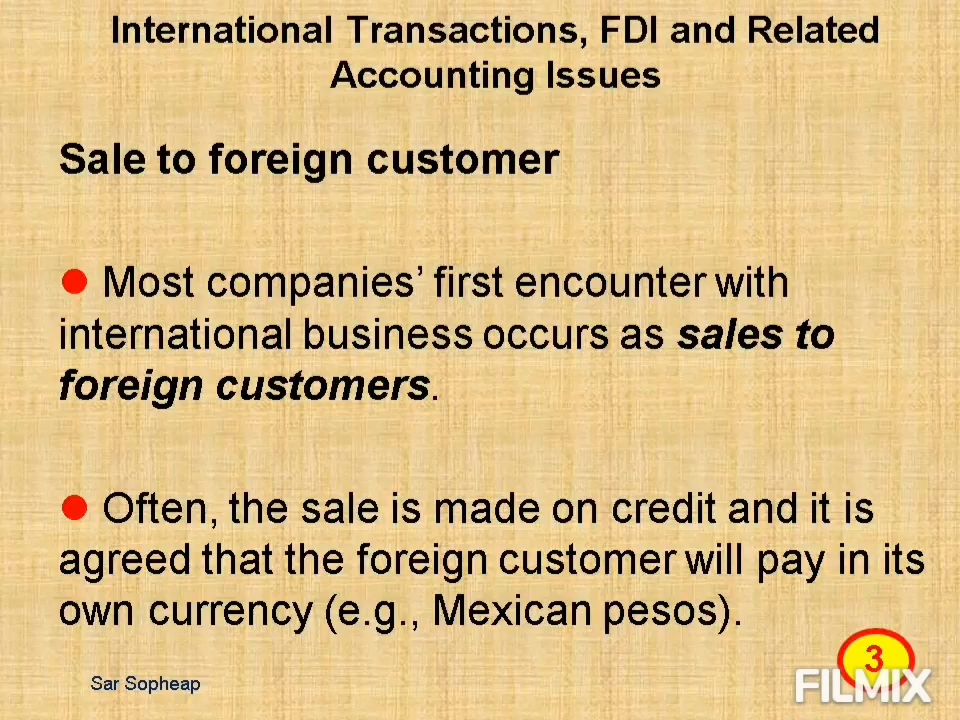 International Transactions, FDI and Related
Accounting Issues
Sale to foreign customer
● Most companies’ first encounter with
international business occurs as sales to
foreign customers.
● Often, the sale is made on credit and it is
agreed that the foreign customer will pay in its
own currency (e.g., Mexican pesos).
3
Sar Sopheap
FILMIX